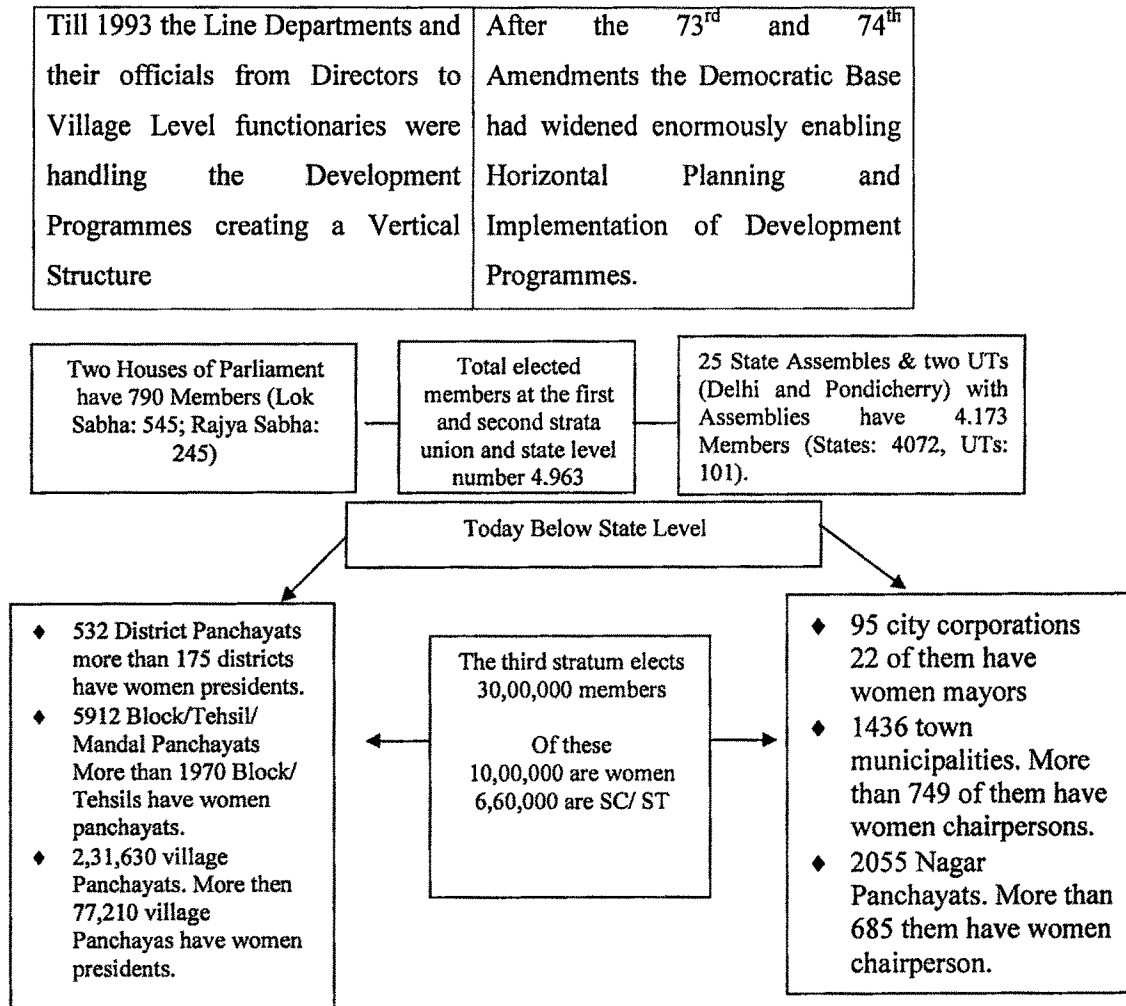 Till 1993 the Line Departments and
their officials from Directors to
Village Level functionaries were
handling the Development
Programmes creating a Vertical
Structure
After the 73rd and 74th
Amendments the Democratic Base
had widened enormously enabling
Horizontal Planning and
Implementation of Development
Programmes.
Two Houses of Parliament
have 790 Members (Lok
Sabha: 545; Rajya Sabha:
245)
Total elected
members at the first
and second strata
union and state level
number 4.963
25 State Assembles & two UTs
(Delhi and Pondicherry) with
Assemblies have 4.173
Members (States: 4072, UTs:
101).
Today Below State Level
♦ 532 District Panchayats
more than 175 districts
have women presidents.
♦ 5912 Block/Tehsil/
Mandal Panchayats
More than 1970 Block/
Tehsils have women
panchayats.
♦ 2,31,630 village
Panchayats. More then
77,210 village
Panchayas have women
presidents.
The third stratum elects
30,00,000 members
Of these
10,00,000 are women
6,60,000 are SC/ ST
♦ 95 city corporations
22 of them have
women mayors
♦ 1436 town
municipalities. More
than 749 of them have
women chairpersons.
♦ 2055 Nagar
Panchayats. More than
685 them have women
chairperson.